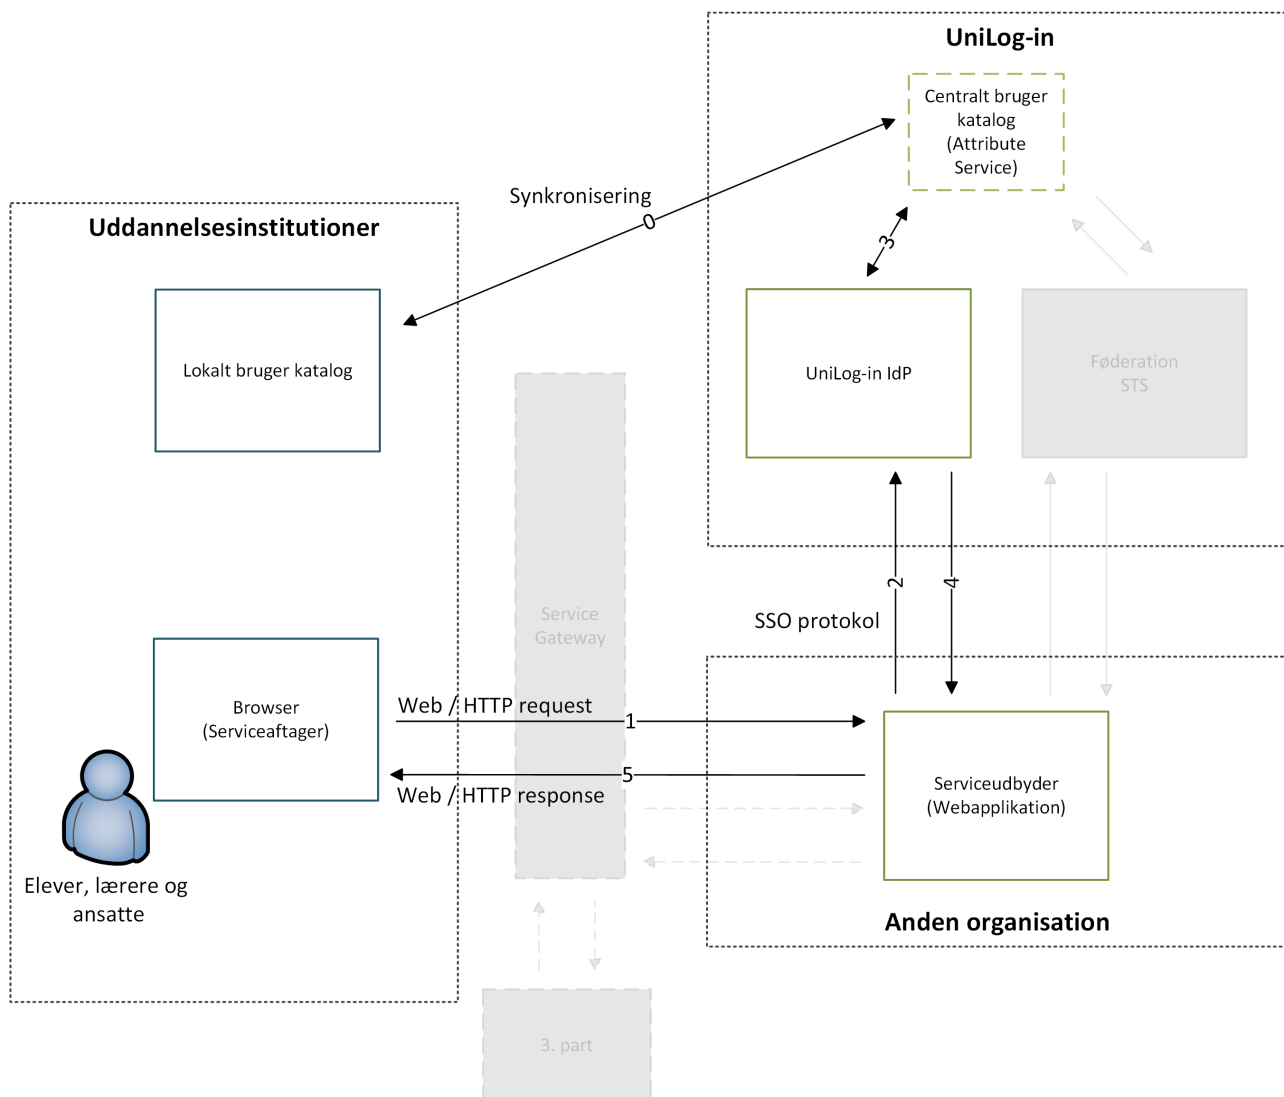 UniLog-in
Centralt bruger
katalog
(Attribute
Service)
Synkronisering
0
Uddannelsesinstitutioner
3
Lokalt bruger katalog
UniLog-in IdP
Føderation
STS
2
4
SSO protokol
Service
Gateway
Browser
(Serviceaftager)
Web / HTTP request
1
5
Web / HTTP response
Serviceudbyder
(Webapplikation)
Elever, lærere og
ansatte
Anden organisation
3. part